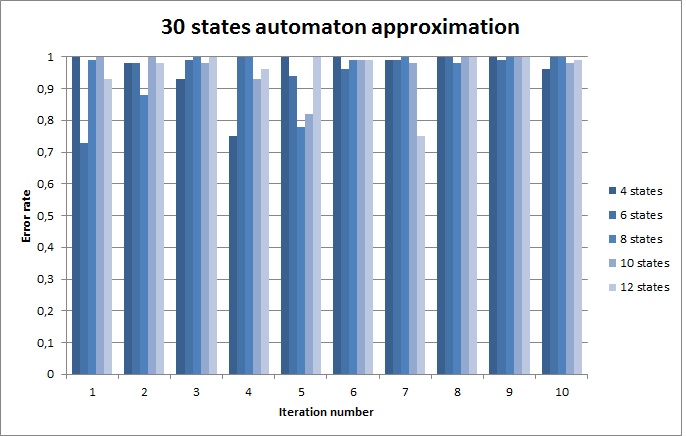 30 states automaton approximation
1
0,9
0,8
0,7
0,6
0,5
0,4
0,3
0,2
0,1
0
Error rate
1 2 3 4 5 6 7 8 9 10
Iteration number
4 states
6 states
8 states
10 states
12 states